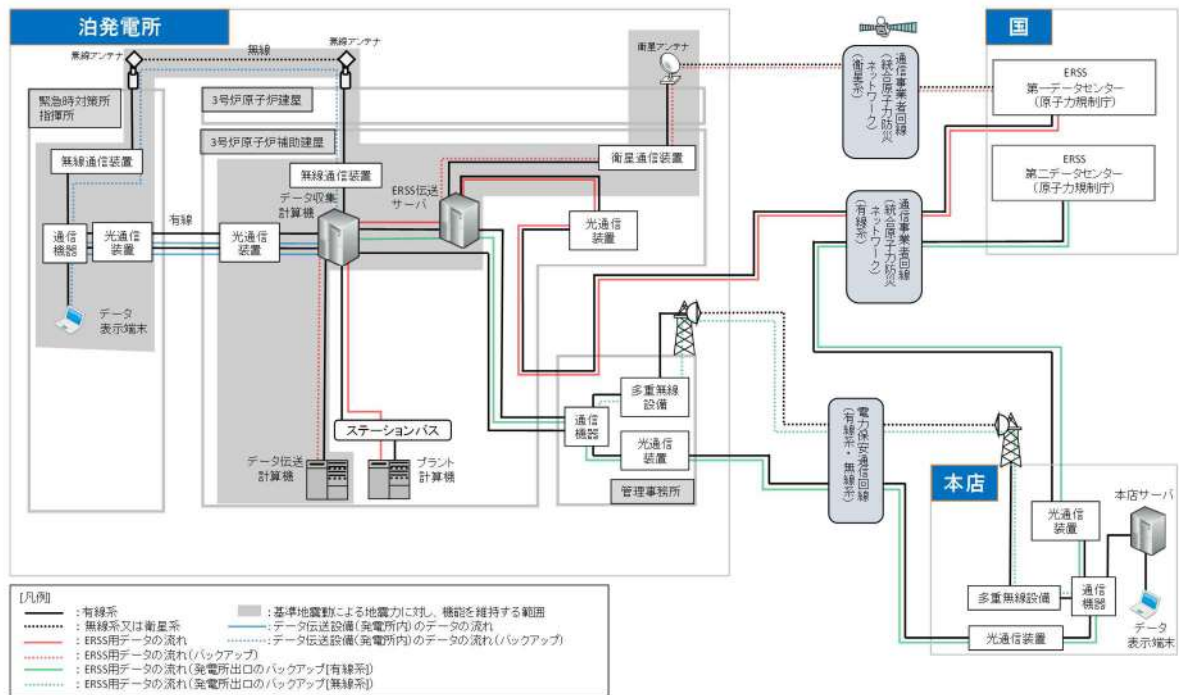 泊発電所
無線アンテナ
無線
無線アンテナ
衛星アンテナ
緊急時対策所
指揮所
3号炉原子炉建屋
3号炉原子炉補助建屋
無線通信装置
無線通信装置
データ収集
計算機
ERSS伝送
サーバ
衛星通信装置
光通信
装置
通信
機器
光通信
装置
有線
光通信
装置
データ
表示端末
ステーションバス
データ伝送
計算機
プラント
計算機
多重無線
設備
通信
機器
光通信
装置
管理事務所
通信事業者回線
(統合原子力防災
ネットワーク)
(衛星系)
通信事業者回線
(統合原子力防災
ネットワーク)
(有線系)
電力保安通信回線
(有線系・無線系)
国
ERSS
第一データセンター
(原子力規制庁)
ERSS
第二データセンター
(原子力規制庁)
本店
本店サーバ
光通信
装置
多重無線設備
通信
機器
光通信装置
データ
表示端末
[凡例]
:有線系
:無線系又は衛星系
:ERSS用データの流れ
:ERSS用データの流れ(バックアップ)
:ERSS用データの流れ(発電所出口のバックアップ[有線系])
:ERSS用データの流れ(発電所出口のバックアップ[無線系])
:基準地震動による地震力に対し、機能を維持する範囲
:データ伝送設備(発電所内)のデータの流れ
:データ伝送設備(発電所内)のデータの流れ(バックアップ)